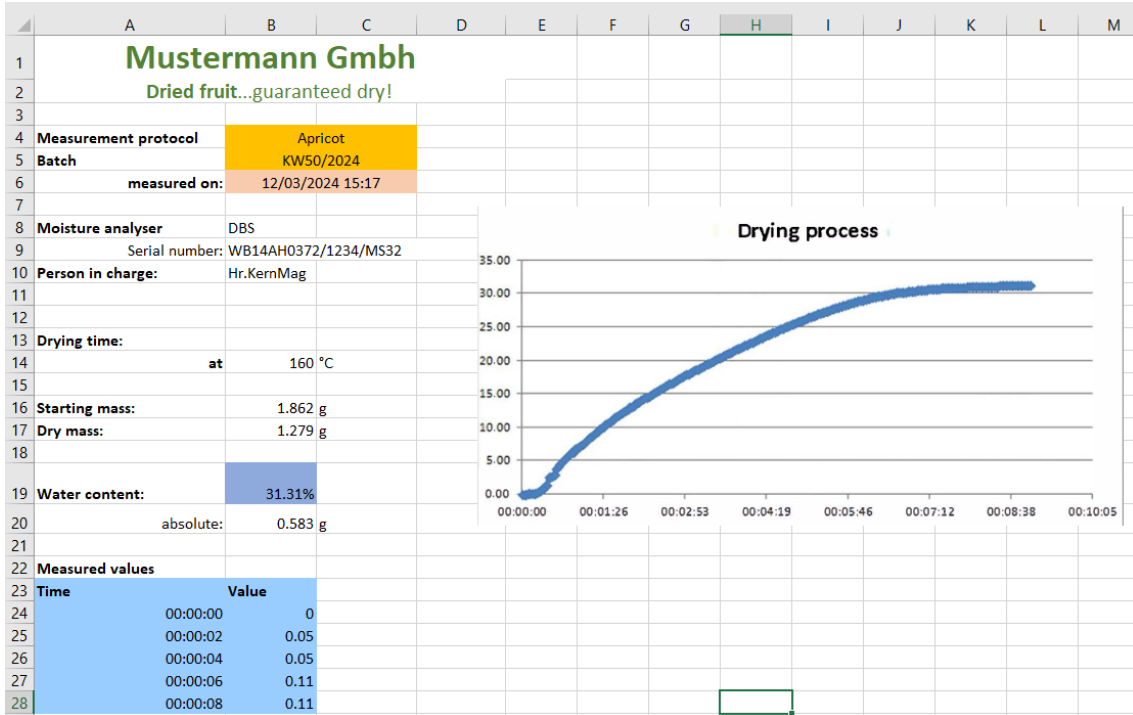 A B C D E F G H I J K L M
1 Mustermann Gmbh
2 Dried fruit...guaranteed dry!
3
4 Measurement protocol Apricot
5 Batch KW50/2024
6 measured on: 12/03/2024 15:17
7
8 Moisture analyser DBS
9 Serial number: WB14AH0372/1234/MS32
10 Person in charge: Hr.KernMag
11
12
13 Drying time:
14 at 160 °C
15
16 Starting mass: 1.862 g
17 Dry mass: 1.279 g
18
19 Water content: 31.31%
20 absolute: 0.583 g
21
22 Measured values
23 Time Value
24 00:00:00 0
25 00:00:02 0.05
26 00:00:04 0.05
27 00:00:06 0.11
28 00:00:08 0.11
Drying process
35.00
30.00
25.00
20.00
15.00
10.00
5.00
0.00
00:00:00 00:01:26 00:02:53 00:04:19 00:05:46 00:07:12 00:08:38 00:10:05